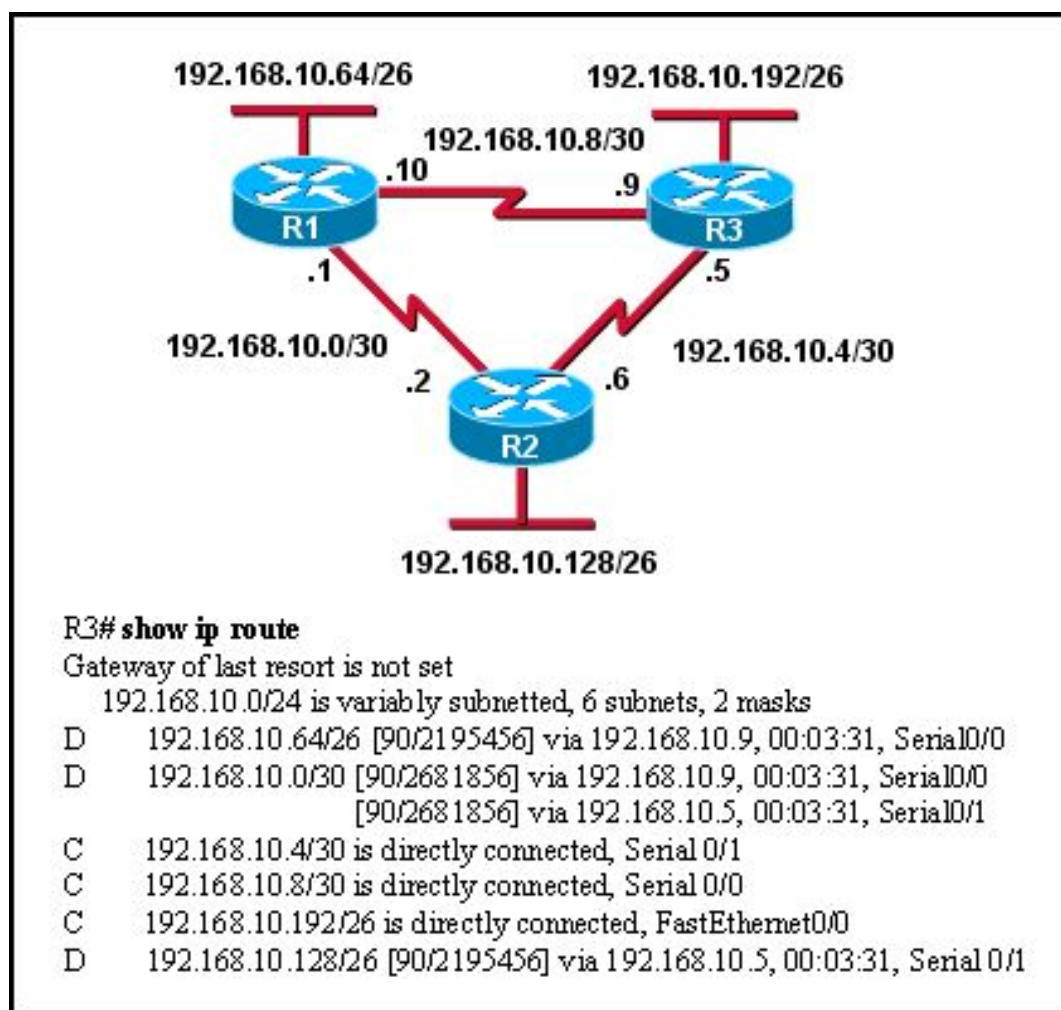 192.168.10.64/26
192.168.10.192/26
192.168.10.8/30
.10
.9
R1
R3
.1
.5
192.168.10.0/30
192.168.10.4/30
.2
.6
R2
192.168.10.128/26
R3# show ip route
Gateway of last resort is not set
192.168.10.0/24 is variably subnetted, 6 subnets, 2 masks
D 192.168.10.64/26 [90/2195456] via 192.168.10.9, 00:03:31, Serial0/0
D 192.168.10.0/30 [90/2681856] via 192.168.10.9, 00:03:31, Serial0/0
[90/2681856] via 192.168.10.5, 00:03:31, Serial0/1
C 192.168.10.4/30 is directly connected, Serial 0/1
C 192.168.10.8/30 is directly connected, Serial 0/0
C 192.168.10.192/26 is directly connected, FastEthernet0/0
D 192.168.10.128/26 [90/2195456] via 192.168.10.5, 00:03:31, Serial 0/1